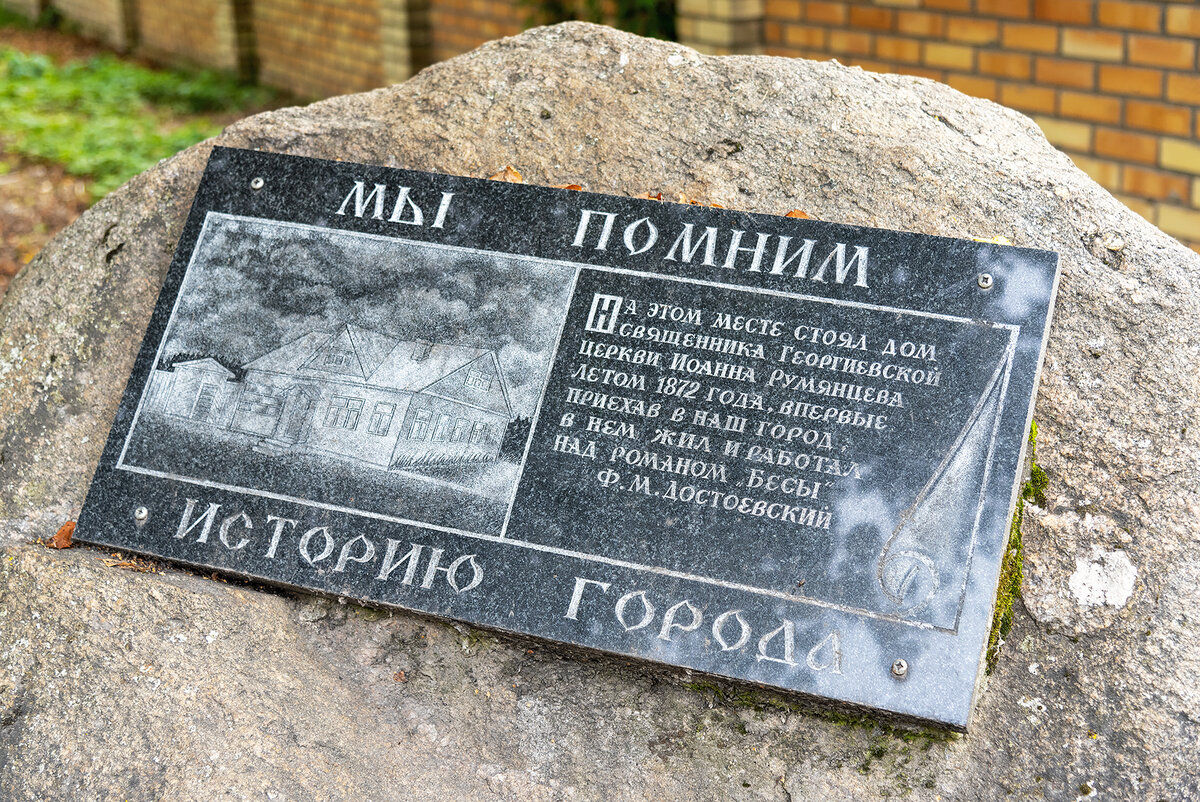 Мы помним
На этом месте стоял дом
священника Георгиевской
церкви Иоанна Румянцева
Летом 1872 года, впервые
приехав в наш город,
в нем жил и работал
над романом „Бесы“
Ф.М.Достоевский
Историю города